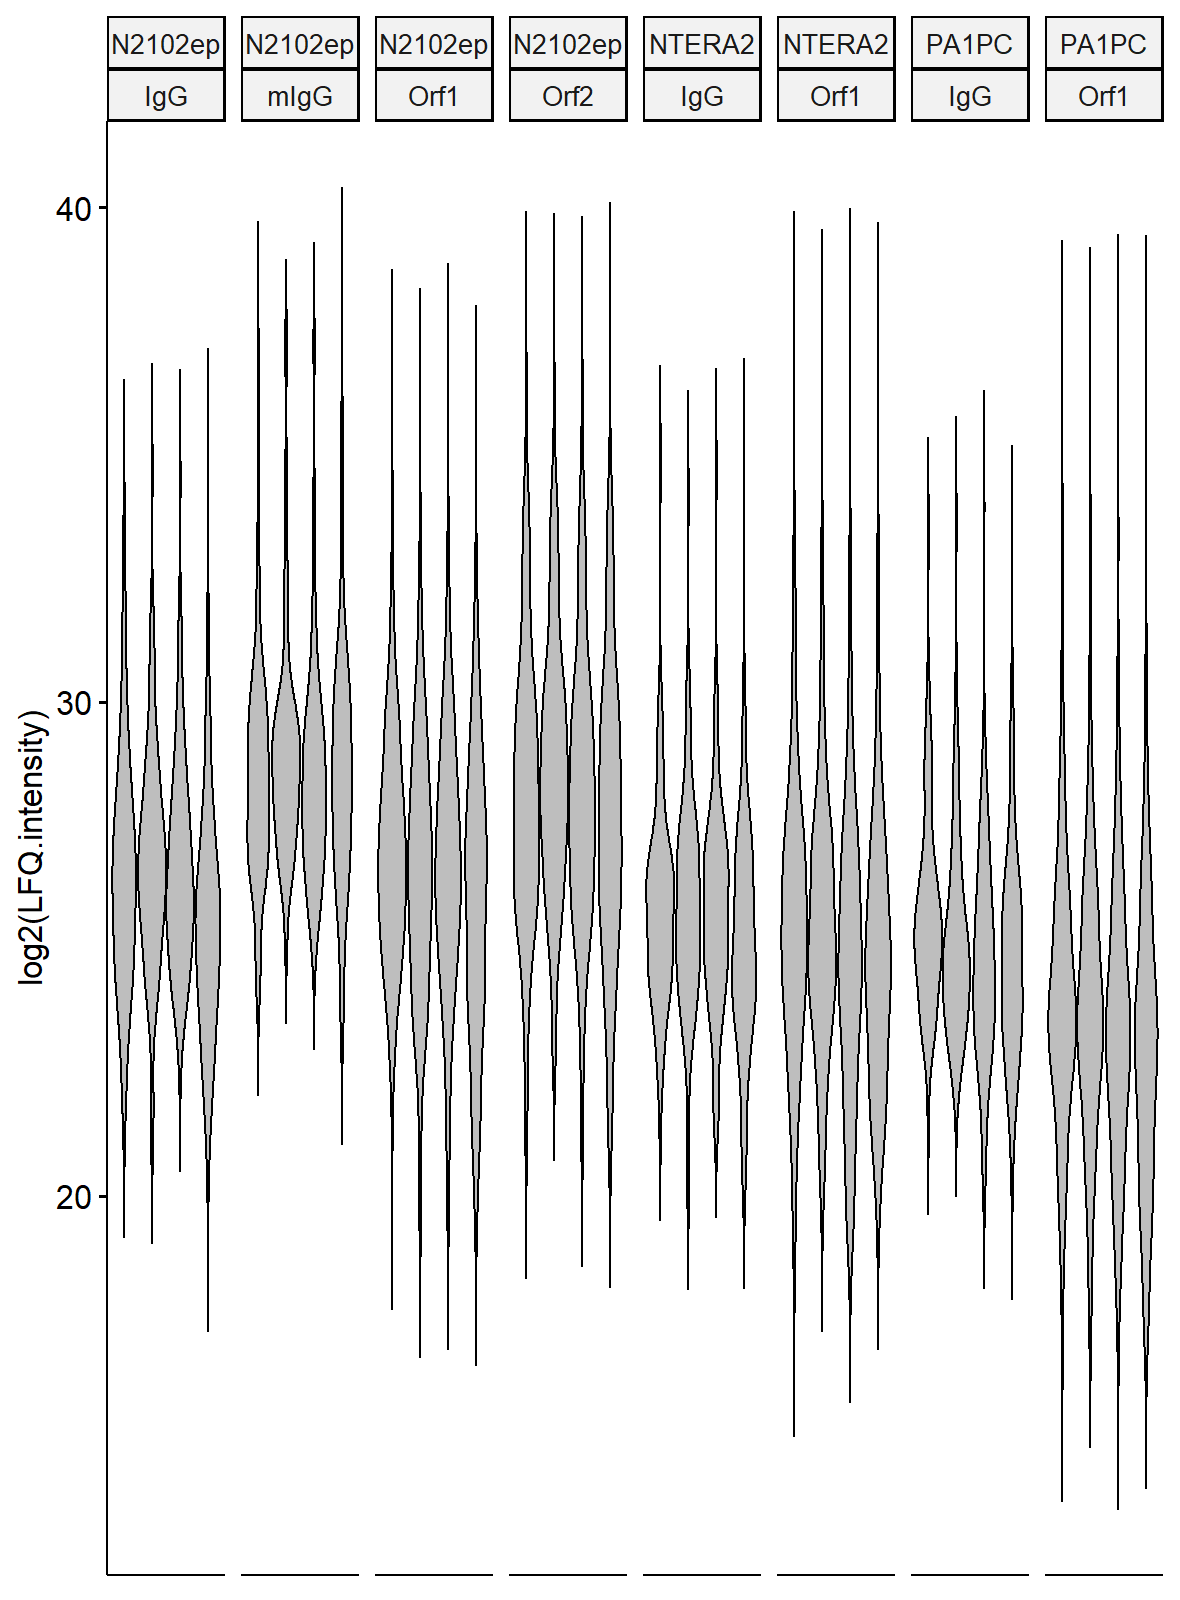 N2102ep N2102ep N2102ep N2102ep NTERA2 NTERA2 PA1PC PA1PC
IgG mIgG Orf1 Orf2 IgG Orf1 IgG Orf1
40
30
20
log2(LFQ.intensity)